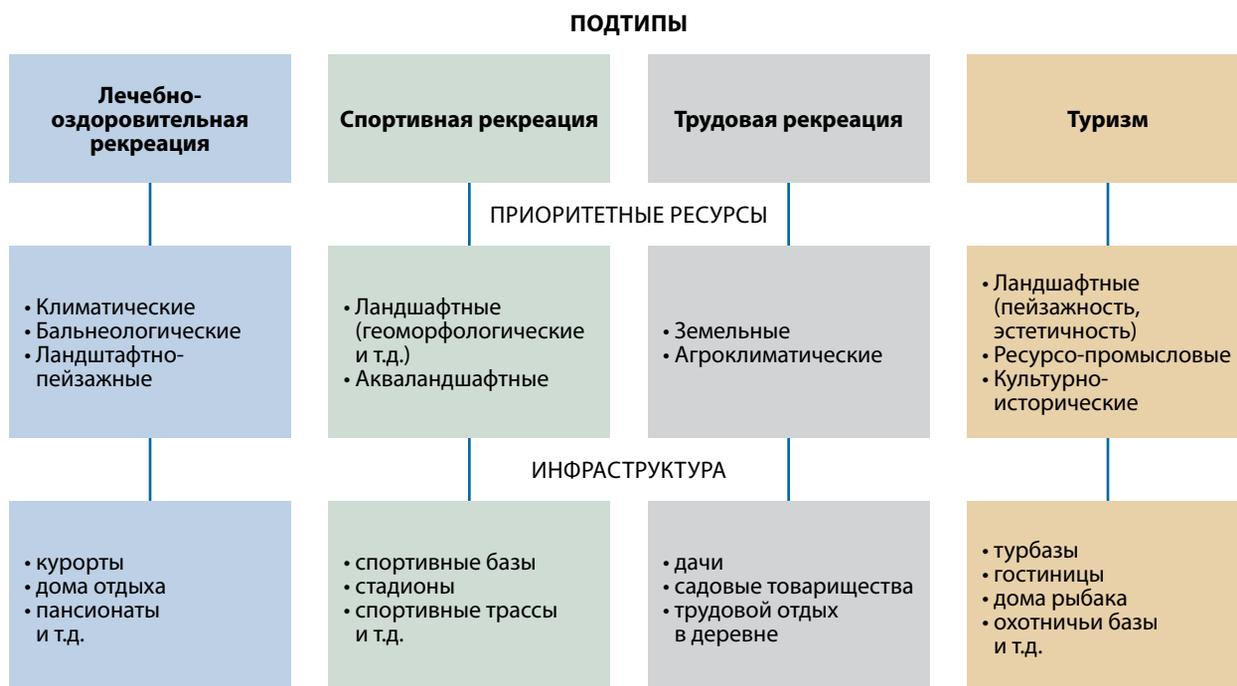 ПОДТИПЫ
Лечебно-
оздоровительная
рекреация
Спортивная рекреация
Трудовая рекреация
Туризм
ПРИОРИТЕТНЫЕ РЕСУРСЫ
• Климатические
• Бальнеологические
• Ландштафтно-
пейзажные
• Ландшафтные
(геоморфологические
и т.д.)
• Акваландшафтные
• Земельные
• Агроклиматические
• Ландшафтные
(пейзажность,
эстетичность)
• Ресурсо-промысловые
• Культурно-
исторические
ИНФРАСТРУКТУРА
• курорты
• дома отдыха
• пансионаты
и т.д.
• спортивные базы
• стадионы
• спортивные трассы
и т.д.
• дачи
• садовые товарищества
• трудовой отдых
в деревне
• турбазы
• гостиницы
• дома рыбака
• охотничьи базы
и т.д.